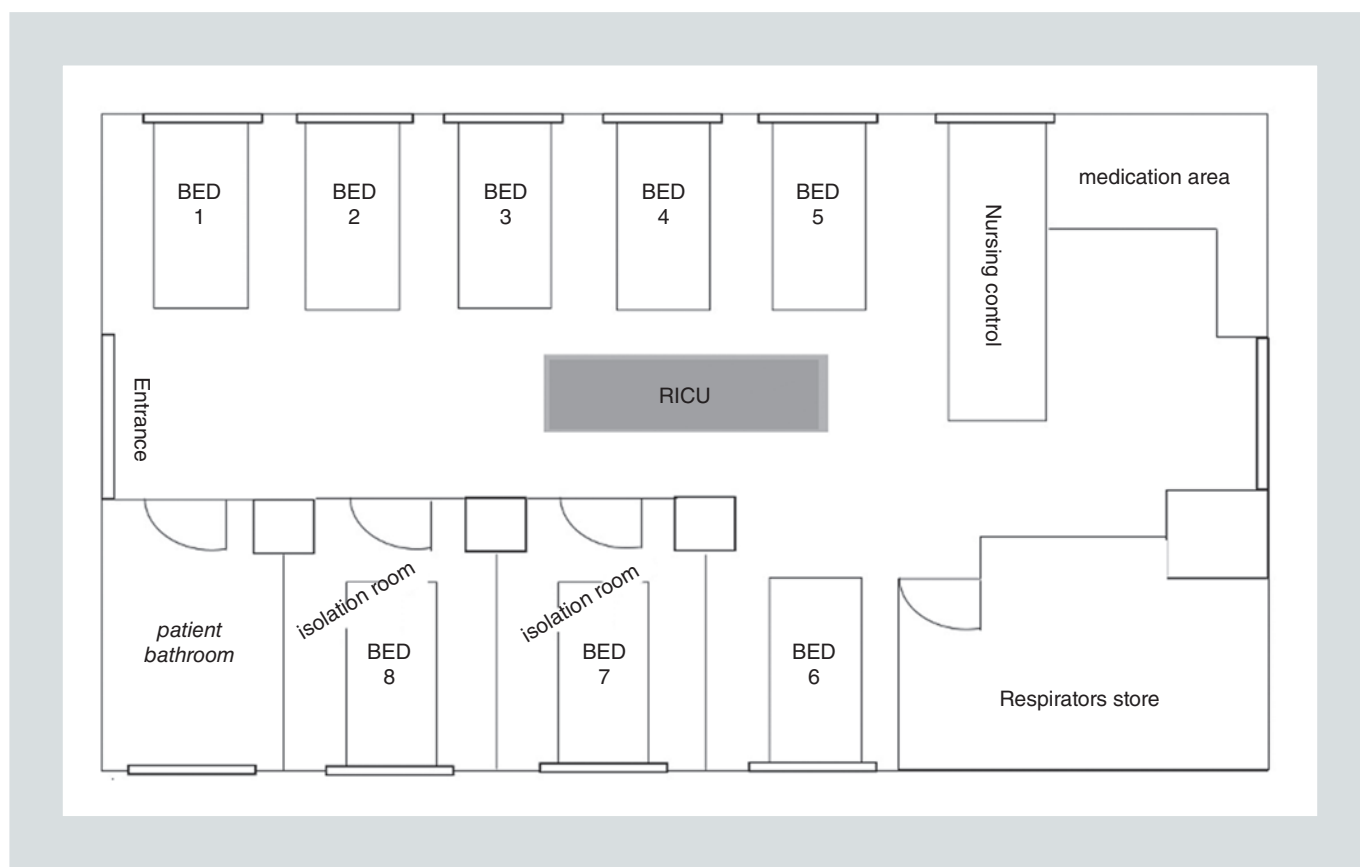 BED
1
BED
2
BED
3
BED
4
BED
5
Nursing control
medication area
Entrance
RICU
patient
bathroom
isolation room
BED
8
isolation room
BED
7
BED
6
Respirators store